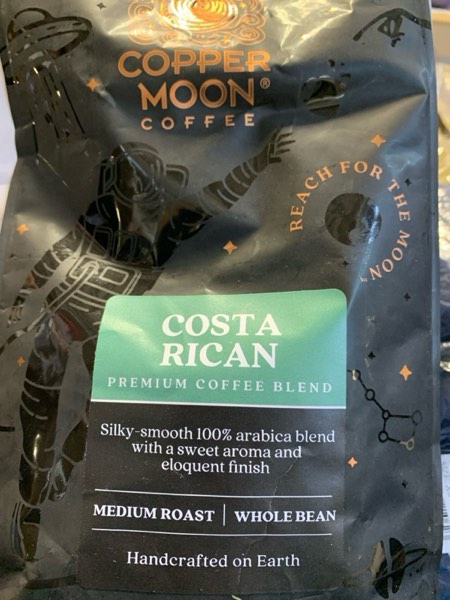 COPPER
MOON®
COFFEE
REACH FOR THE MOON™
COSTA
RICAN
PREMIUM COFFEE BLEND
Silky-smooth 100% arabica blend
with a sweet aroma and
eloquent finish
MEDIUM ROAST | WHOLE BEAN
Handcrafted on Earth